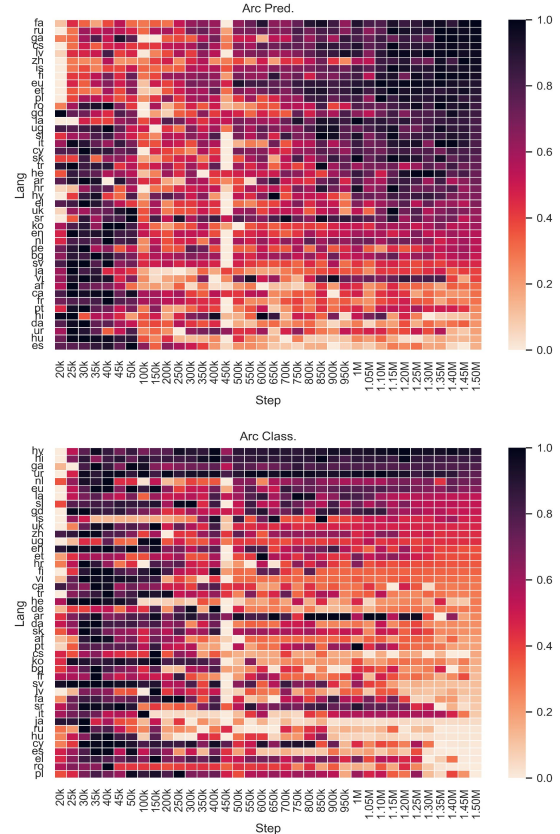 Arc Pred.
Lang
fa
ru
ga
cs
lv
zh
is
fi
eu
et
pl
ro
gd
la
ug
sl
it
cy
sk
tr
he
ar
hr
hy
el
uk
sr
ko
en
nl
de
bg
sv
ja
vi
af
ca
fr
pt
hi
da
ur
hu
es
20k 25k 30k 35k 40k 45k 50k 100k 150k 200k 250k 300k 350k 400k 450k 500k 550k 600k 650k 700k 750k 800k 850k 900k 950k 1M 1.05M 1.10M 1.15M 1.20M 1.25M 1.30M 1.35M 1.40M 1.45M 1.50M
Step
1.0
0.8
0.6
0.4
0.2
0.0
Arc Class.
Lang
hy
hi
ga
ur
nl
eu
la
sl
gd
is
uk
zh
ug
en
et
hr
fi
vi
ca
tr
he
de
ar
da
sk
af
pt
cs
ko
bg
fr
sv
lv
fa
sr
it
ja
ru
hu
cy
es
el
ro
pl
20k 25k 30k 35k 40k 45k 50k 100k 150k 200k 250k 300k 350k 400k 450k 500k 550k 600k 650k 700k 750k 800k 850k 900k 950k 1M 1.05M 1.10M 1.15M 1.20M 1.25M 1.30M 1.35M 1.40M 1.45M 1.50M
Step
1.0
0.8
0.6
0.4
0.2
0.0